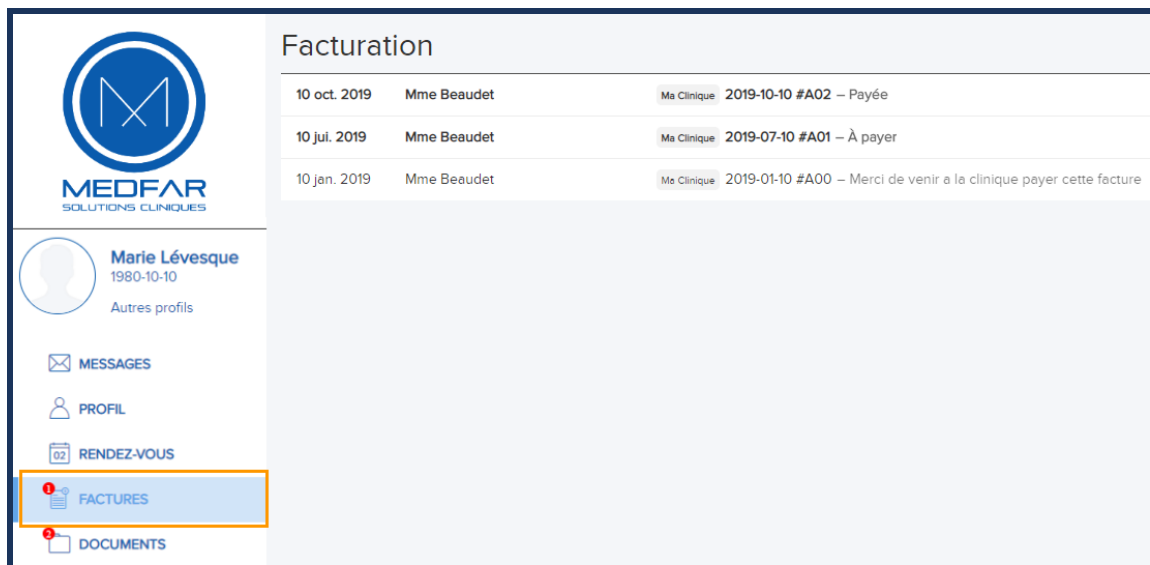 MEDFAR
SOLUTIONS CLINIQUES
Marie Lévesque
1980-10-10
Autres profils
MESSAGES
PROFIL
02 RENDEZ-VOUS
1 FACTURES
2 DOCUMENTS
Facturation
10 oct. 2019 Mme Beaudet Ma Clinique 2019-10-10 #A02 – Payée
10 jui. 2019 Mme Beaudet Ma Clinique 2019-07-10 #A01 – À payer
10 jan. 2019 Mme Beaudet Ma Clinique 2019-01-10 #A00 – Merci de venir a la clinique payer cette facture